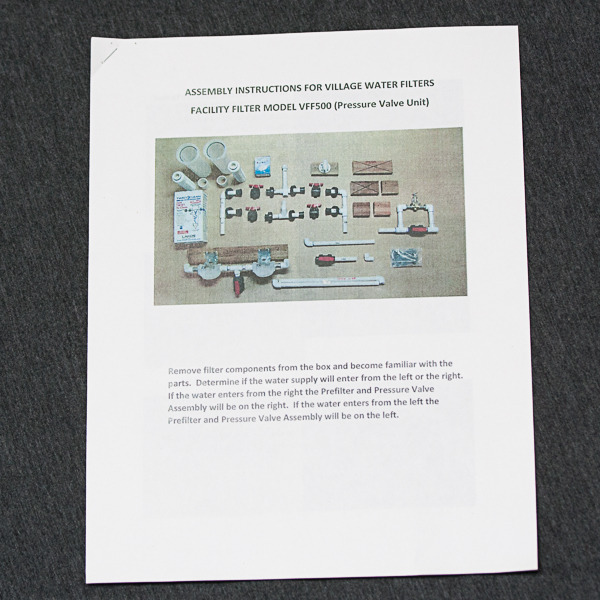 ASSEMBLY INSTRUCTIONS FOR VILLAGE WATER FILTERS
FACILITY FILTER MODEL VFF500 (Pressure Valve Unit)
Remove filter components from the box and become familiar with the
parts. Determine if the water supply will enter from the left or the right.
If the water enters from the right the Prefilter and Pressure Valve
Assembly will be on the right. If the water enters from the left the
Prefilter and Pressure Valve Assembly will be on the left.